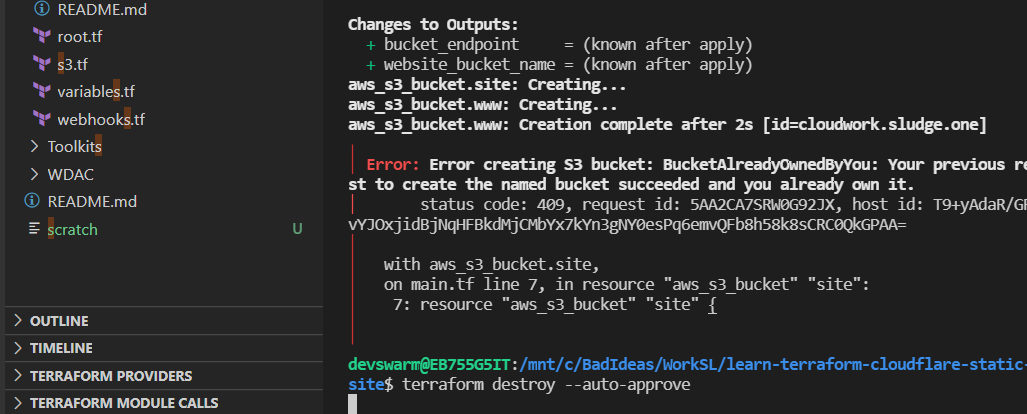 README.md
root.tf
s3.tf
variables.tf
webhooks.tf
Toolkits
WDAC
README.md
scratch U
OUTLINE
TIMELINE
TERRAFORM PROVIDERS
TERRAFORM MODULE CALLS
Changes to Outputs:
+ bucket_endpoint = (known after apply)
+ website_bucket_name = (known after apply)
aws_s3_bucket.site: Creating...
aws_s3_bucket.www: Creating...
aws_s3_bucket.www: Creation complete after 2s [id=cloudwork.sludge.one]
Error: Error creating S3 bucket: BucketAlreadyOwnedByYou: Your previous re
st to create the named bucket succeeded and you already own it.
status code: 409, request id: 5AA2CA7SRW0G92JX, host id: T9+yAdaR/GF
vYJOxjidBjNqHFBkdMjCMbYx7kYn3gNY0esPq6emvQFb8h58k8sCRC0QkGPAA=
with aws_s3_bucket.site,
on main.tf line 7, in resource "aws_s3_bucket" "site":
7: resource "aws_s3_bucket" "site" {
devswarm@EB755G5IT:/mnt/c/BadIdeas/WorkSL/learn-terraform-cloudflare-static-
site$ terraform destroy --auto-approve